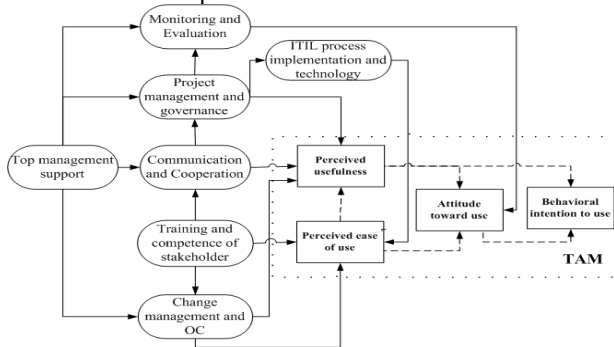 Monitoring and
Evaluation
ITIL process
implementation and
technology
Project
management and
governance
Top management
support
Communication
and Cooperation
Perceived
usefulness
Attitude
toward use
Behavioral
intention to use
Training and
competence of
stakeholder
Perceived ease
of use
TAM
Change
management and
OC